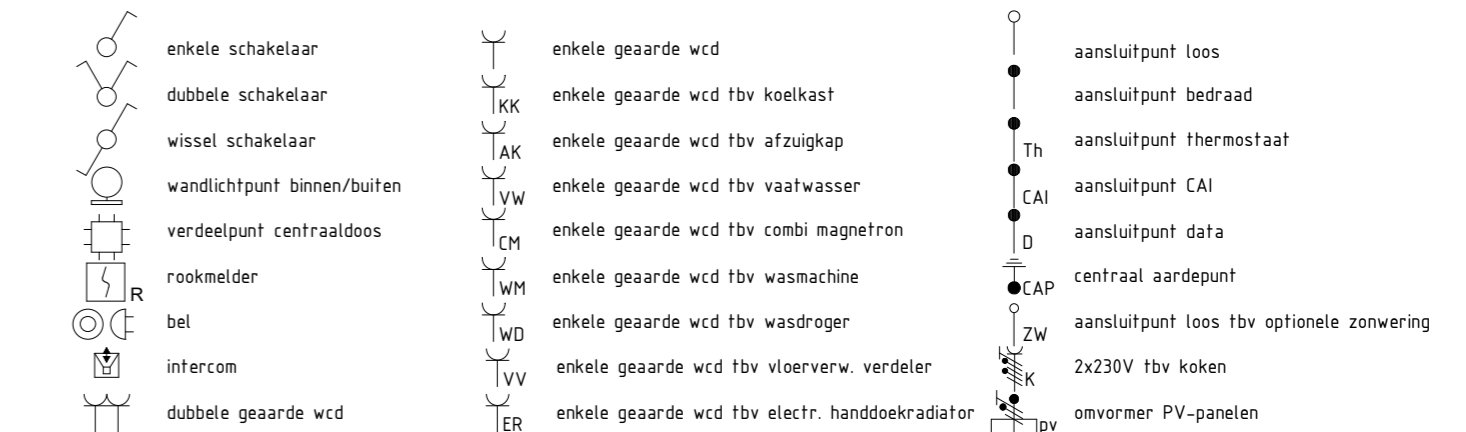 enkele schakelaar
dubbele schakelaar
wissel schakelaar
wandlichtpunt binnen/buiten
verdeelpunt centraaldoos
R rookmelder
bel
intercom
dubbele geaarde wcd
enkele geaarde wcd
KK enkele geaarde wcd tbv koelkast
AK enkele geaarde wcd tbv afzuigkap
VW enkele geaarde wcd tbv vaatwasser
CM enkele geaarde wcd tbv combi magnetron
WM enkele geaarde wcd tbv wasmachine
WD enkele geaarde wcd tbv wasdroger
VV enkele geaarde wcd tbv vloerverw. verdeler
ER enkele geaarde wcd tbv electr. handdoekradiator
aansluitpunt loos
aansluitpunt bedraad
Th aansluitpunt thermostaat
CAI aansluitpunt CAI
D aansluitpunt data
CAP centraal aardepunt
ZW aansluitpunt loos tbv optionele zonwering
K 2x230V tbv koken
pv omvormer PV-panelen